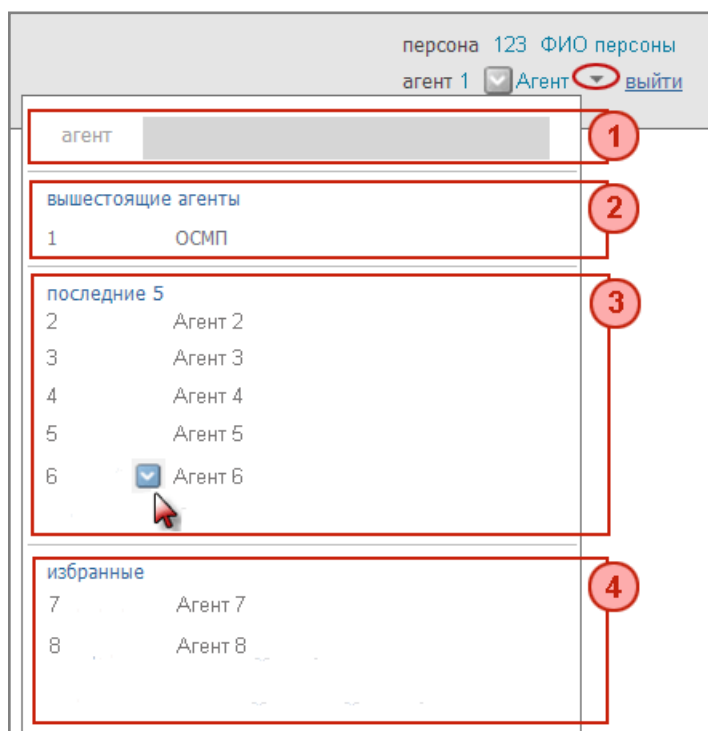 персона 123 ФИО персоны
агент 1 Агент выйти
агент
1
вышестоящие агенты
2
1 ОСМП
последние 5
3
2 Агент 2
3 Агент 3
4 Агент 4
5 Агент 5
6 Агент 6
избранные
4
7 Агент 7
8 Агент 8